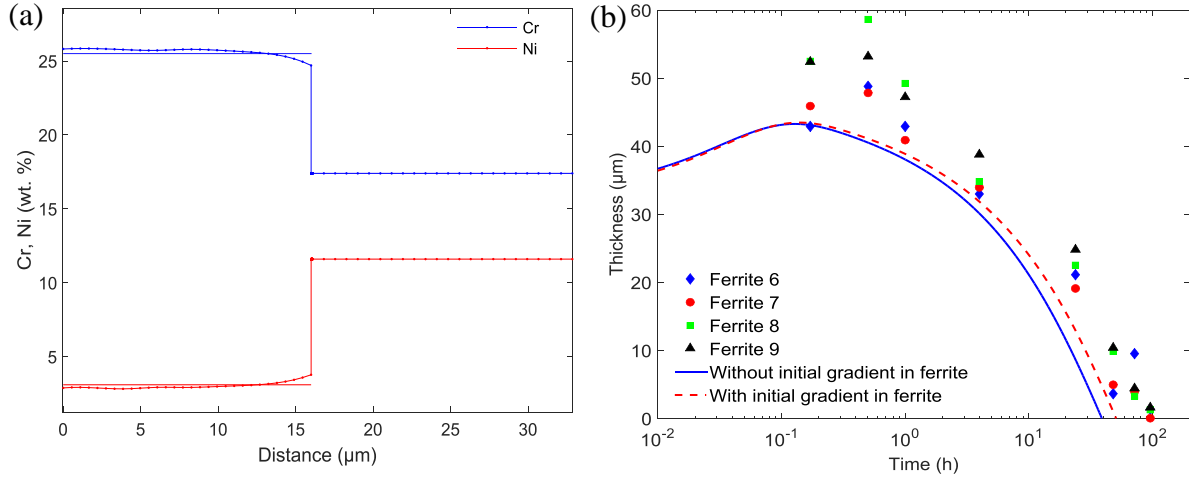 (a)
Cr
Ni
25
20
15
10
5
Cr, Ni (wt. %)
0 5 10 15 20 25 30
Distance (µm)
(b)
60
50
40
30
20
10
0
Thickness (µm)
Ferrite 6
Ferrite 7
Ferrite 8
Ferrite 9
Without initial gradient in ferrite
With initial gradient in ferrite
10-2 10-1 100 101 102
Time (h)